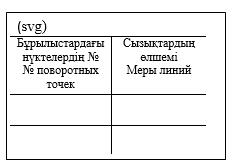 (svg)
Бұрылыстардағы
нүктелердің №
№ поворотных
точек
Сызықтардың
өлшемі
Меры линий